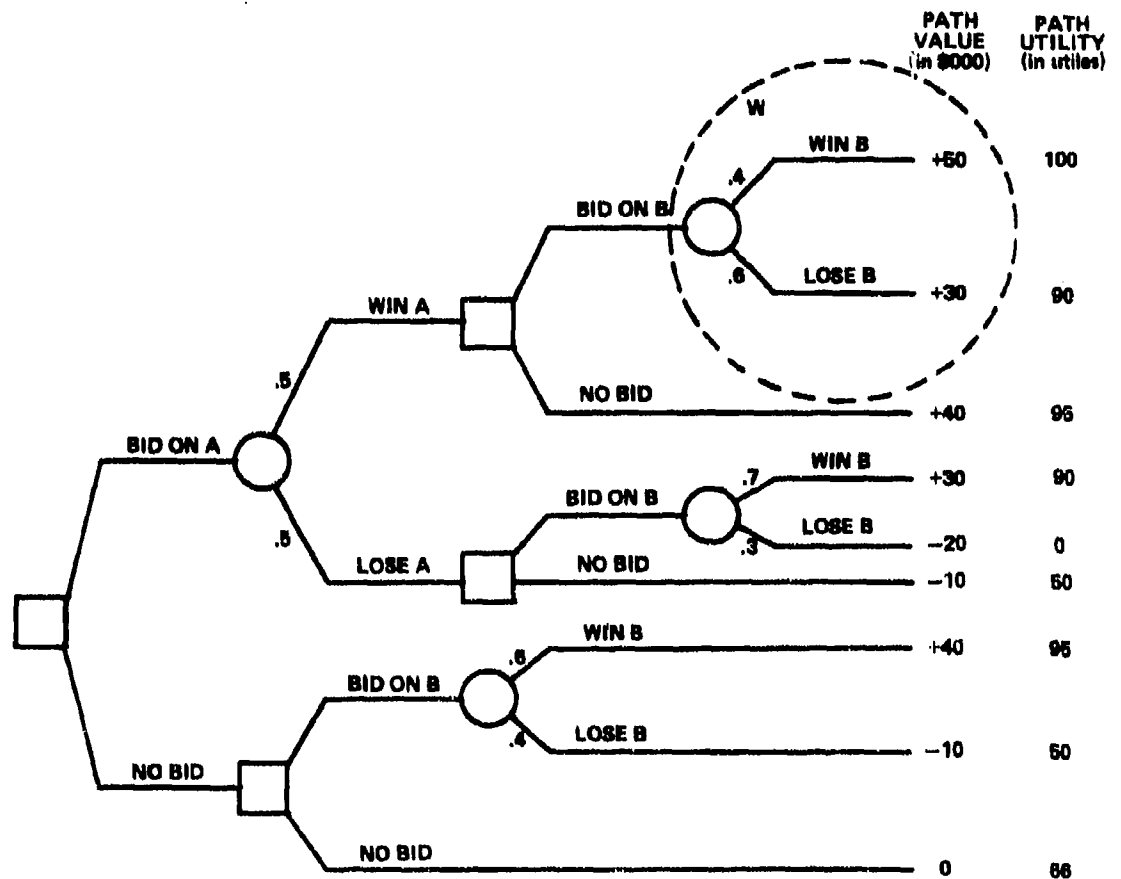 PATH
VALUE
(in $000)
PATH
UTILITY
(in utiles)
W
WIN B +50 100
.4
BID ON B
.6 LOSE B +30 90
WIN A
.5
NO BID +40 95
BID ON A
.7 WIN B +30 90
BID ON B
.3 LOSE B −20 0
.5
LOSE A NO BID −10 50
.6 WIN B +40 95
BID ON B
.4 LOSE B −10 50
NO BID
NO BID 0 66